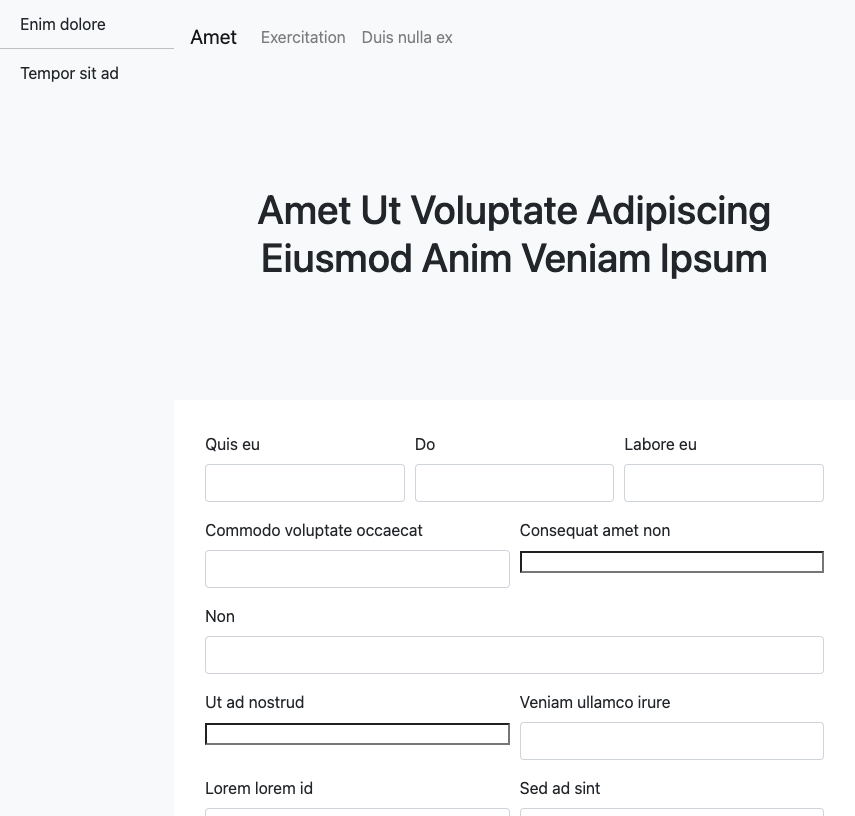 Enim dolore
Tempor sit ad
Amet
Exercitation
Duis nulla ex
Amet Ut Voluptate Adipiscing
Eiusmod Anim Veniam Ipsum
Quis eu
Do
Labore eu
Commodo voluptate occaecat
Consequat amet non
Non
Ut ad nostrud
Veniam ullamco irure
Lorem lorem id
Sed ad sint